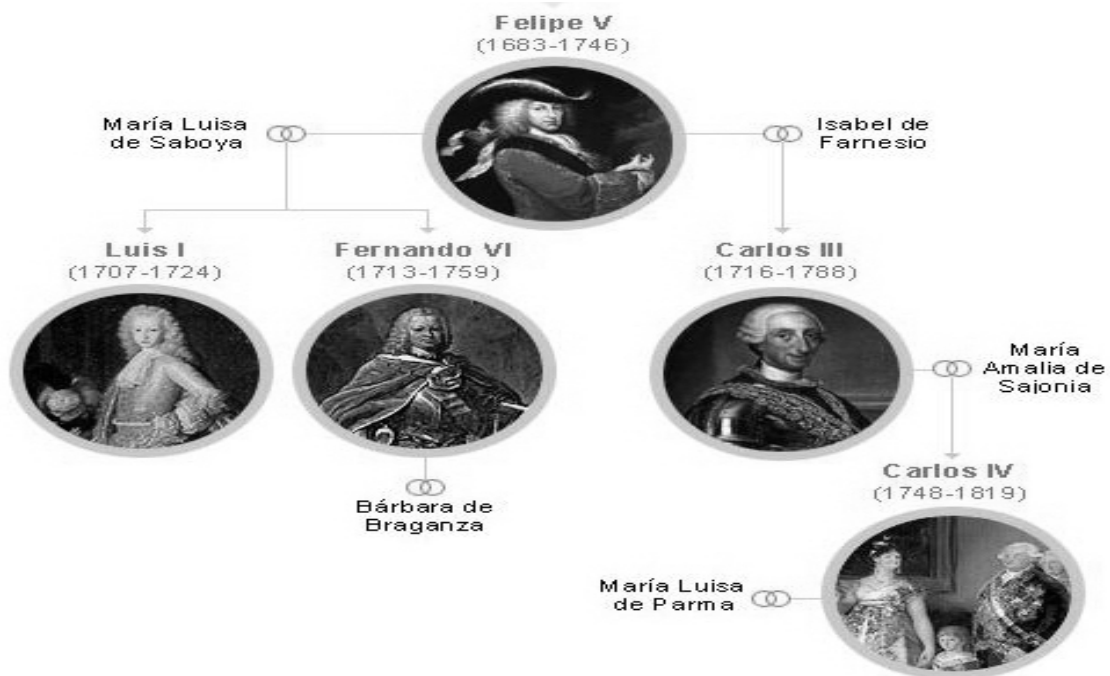 Felipe V
(1683-1746)
María Luisa
de Saboya
Isabel de
Farnesio
Luis I
(1707-1724)
Fernando VI
(1713-1759)
Carlos III
(1716-1788)
María
Amalia de
Sajonia
Bárbara de
Braganza
Carlos IV
(1748-1819)
María Luisa
de Parma